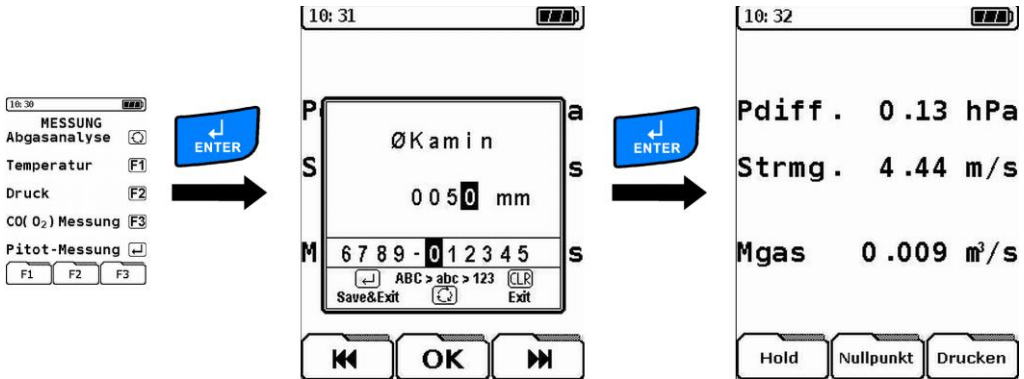 10:30
MESSUNG
Abgasanalyse
Temperatur F1
Druck F2
CO(O₂) Messung F3
Pitot-Messung
F1 F2 F3
ENTER
10:31
ØKamin
0050 mm
6789-012345
ABC > abc > 123 CLR
Save&Exit Exit
OK
ENTER
10:32
Pdiff. 0.13 hPa
Strmg. 4.44 m/s
Mgas 0.009 m³/s
Hold Nullpunkt Drucken